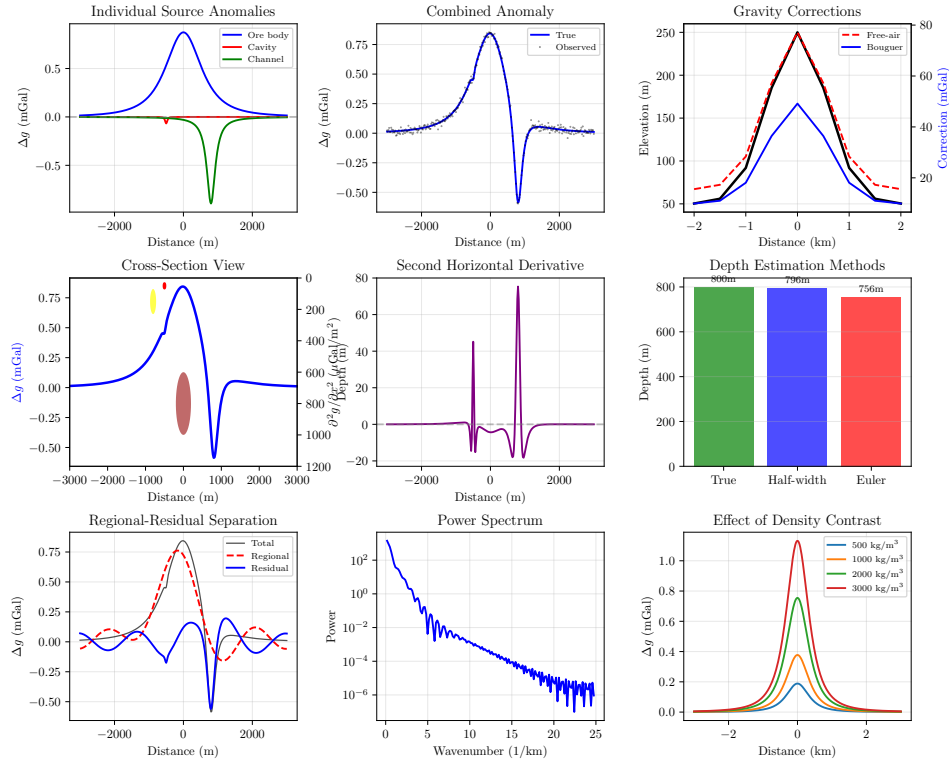 Individual Source Anomalies
Δg (mGal)
0.5
0.0
−0.5
−2000
0
2000
Distance (m)
Ore body
Cavity
Channel
Combined Anomaly
Δg (mGal)
0.75
0.50
0.25
0.00
−0.25
−0.50
−2000
0
2000
Distance (m)
True
Observed
Gravity Corrections
Elevation (m)
250
200
150
100
50
−2
−1
0
1
2
Distance (km)
80
60
40
20
Correction (mGal)
Free-air
Bouguer
Cross-Section View
Δg (mGal)
0.75
0.50
0.25
0.00
−0.25
−0.50
−3000
−2000
−1000
0
1000
2000
3000
Distance (m)
0
200
400
600
800
1000
1200
Depth (m)
Second Horizontal Derivative
∂²g/∂x² (μGal/m²)
80
60
40
20
0
−20
−2000
0
2000
Distance (m)
Depth Estimation Methods
Depth (m)
800
600
400
200
0
800m
796m
756m
True
Half-width
Euler
Regional-Residual Separation
Δg (mGal)
0.75
0.50
0.25
0.00
−0.25
−0.50
−2000
0
2000
Distance (m)
Total
Regional
Residual
Power Spectrum
Power
10²
10⁰
10⁻²
10⁻⁴
10⁻⁶
0
5
10
15
20
25
Wavenumber (1/km)
Effect of Density Contrast
Δg (mGal)
1.0
0.8
0.6
0.4
0.2
0.0
−2
0
2
Distance (km)
500 kg/m³
1000 kg/m³
2000 kg/m³
3000 kg/m³